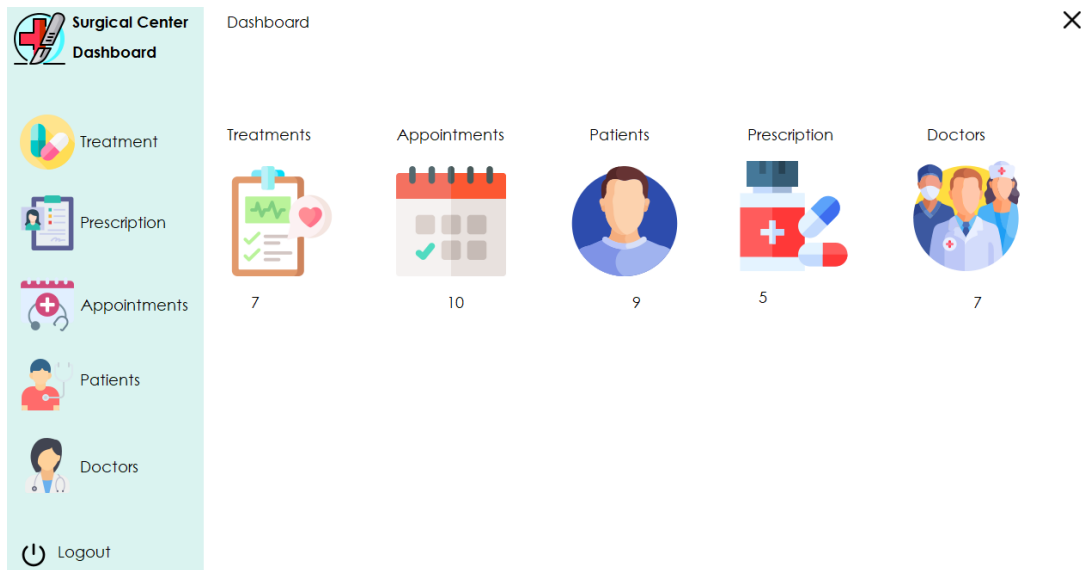 Surgical Center
Dashboard
Treatment
Prescription
Appointments
Patients
Doctors
Logout
Dashboard
Treatments
Appointments
Patients
Prescription
Doctors
7
10
9
5
7